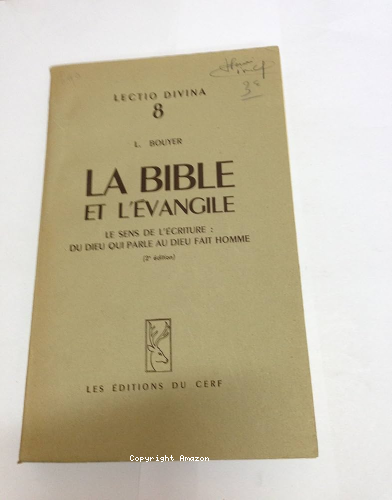 LECTIO DIVINA
8
L. BOUYER
LA BIBLE
ET L'ÉVANGILE
LE SENS DE L'ÉCRITURE :
DU DIEU QUI PARLE AU DIEU FAIT HOMME
(2e édition)
LES ÉDITIONS DU CERF
Copyright Amazon